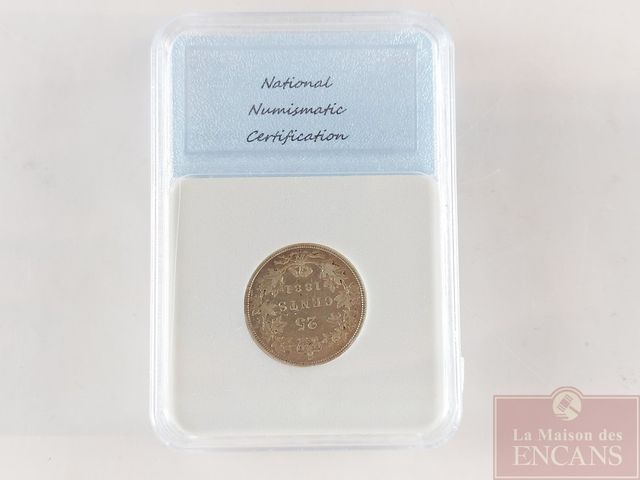 National
Numismatic
Certification
25
CENTS
1881
La Maison des
ENCANS